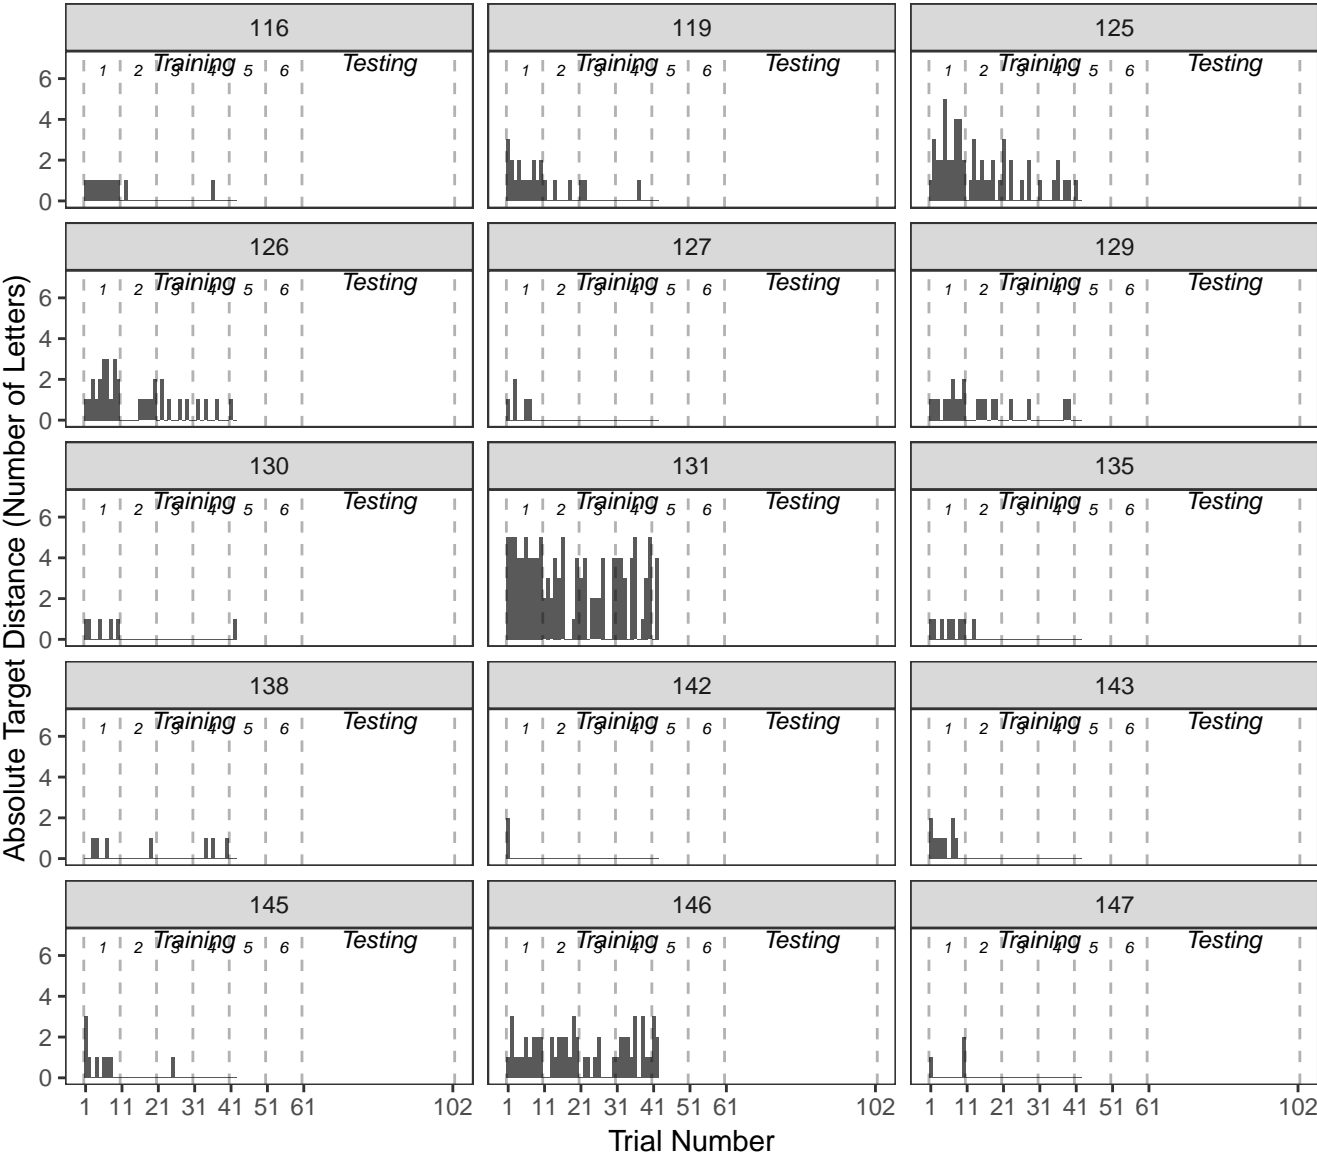 116 119 125
Training Testing Training Testing Training Testing
1 2 3 4 5 6 1 2 3 4 5 6 1 2 3 4 5 6
6
4
2
0
126 127 129
Training Testing Training Testing Training Testing
1 2 3 4 5 6 1 2 3 4 5 6 1 2 3 4 5 6
6
4
2
0
130 131 135
Training Testing Training Testing Training Testing
1 2 3 4 5 6 1 2 3 4 5 6 1 2 3 4 5 6
6
4
2
0
138 142 143
Training Testing Training Testing Training Testing
1 2 3 4 5 6 1 2 3 4 5 6 1 2 3 4 5 6
6
4
2
0
145 146 147
Training Testing Training Testing Training Testing
1 2 3 4 5 6 1 2 3 4 5 6 1 2 3 4 5 6
6
4
2
0
1 11 21 31 41 51 61 102 1 11 21 31 41 51 61 102 1 11 21 31 41 51 61 102
Trial Number
Absolute Target Distance (Number of Letters)